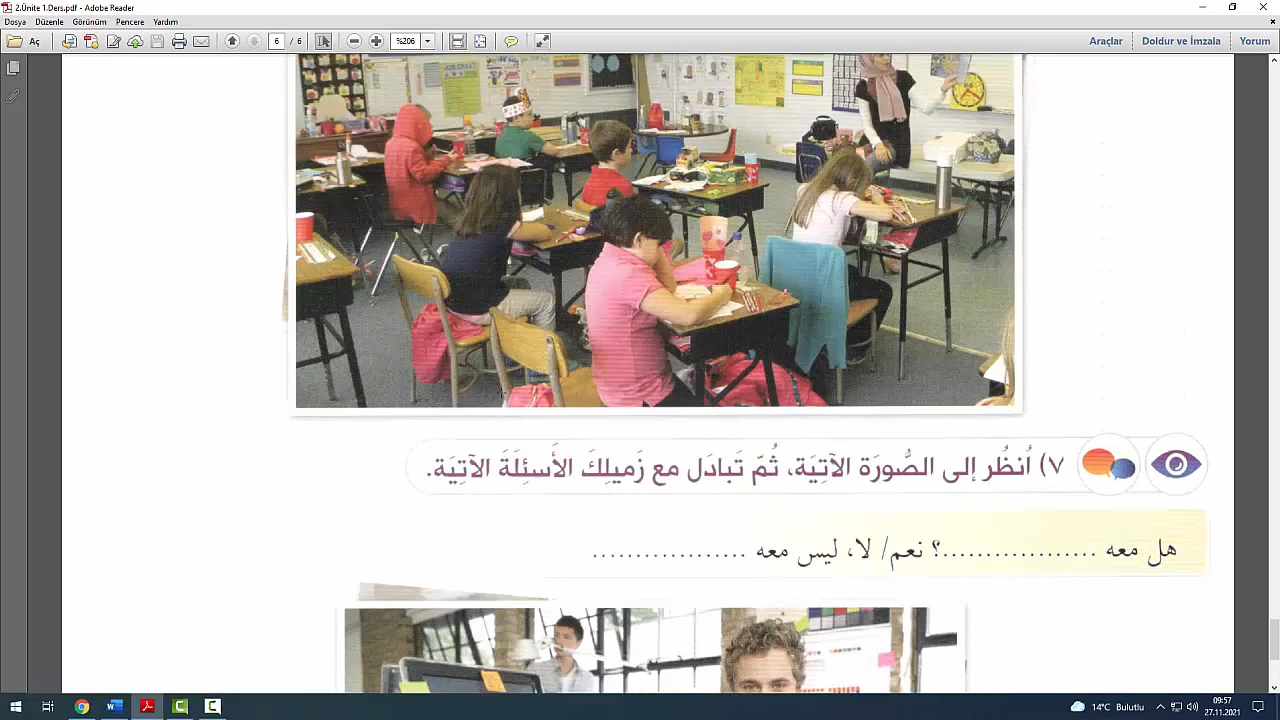 2.Ünite 1.Ders.pdf - Adobe Reader
Dosya Düzenle Görünüm Pencere Yardım
Aç 6 / 6 %206 Araçlar Doldur ve İmzala Yorum
٧) اُنظُر إلى الصُّورَة الآتِيَة، ثُمّ تَبادَل مع زَميلِكَ الأَسئِلَةَ الآتِيَة.
هل معه ..................؟ نعم/ لا، ليس معه ..................
14°C Bulutlu
09:57
27.11.2021